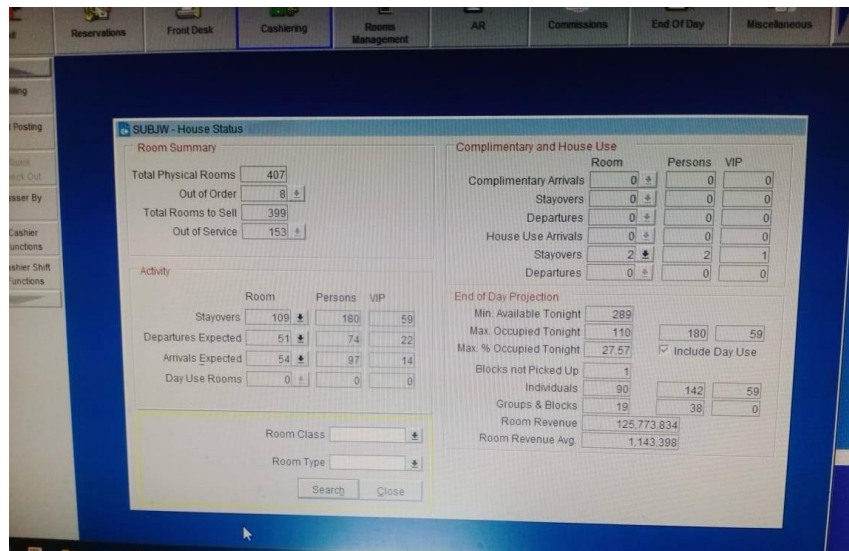 Reservations
Front Desk
Cashiering
Rooms
Management
AR
Commissions
End Of Day
Miscellaneous
Posting
Cashier
Cashier Shift
SUBJW - House Status
Room Summary
Total Physical Rooms 407
Out of Order 8
Total Rooms to Sell 399
Out of Service 153
Activity
Room Persons VIP
Stayovers 109 180 59
Departures Expected 51 74 22
Arrivals Expected 54 97 14
Day Use Rooms 0 0 0
Room Class
Room Type
Search Close
Complimentary and House Use
Room Persons VIP
Complimentary Arrivals 0 0 0
Stayovers 0 0 0
Departures 0 0 0
House Use Arrivals 0 0 0
Stayovers 2 2 1
Departures 0 0 0
End of Day Projection
Min. Available Tonight 289
Max. Occupied Tonight 110 180 59
Max. % Occupied Tonight 27.57 Include Day Use
Blocks not Picked Up 1
Individuals 90 142 59
Groups & Blocks 19 38 0
Room Revenue 125,773,834
Room Revenue Avg. 1,143,398